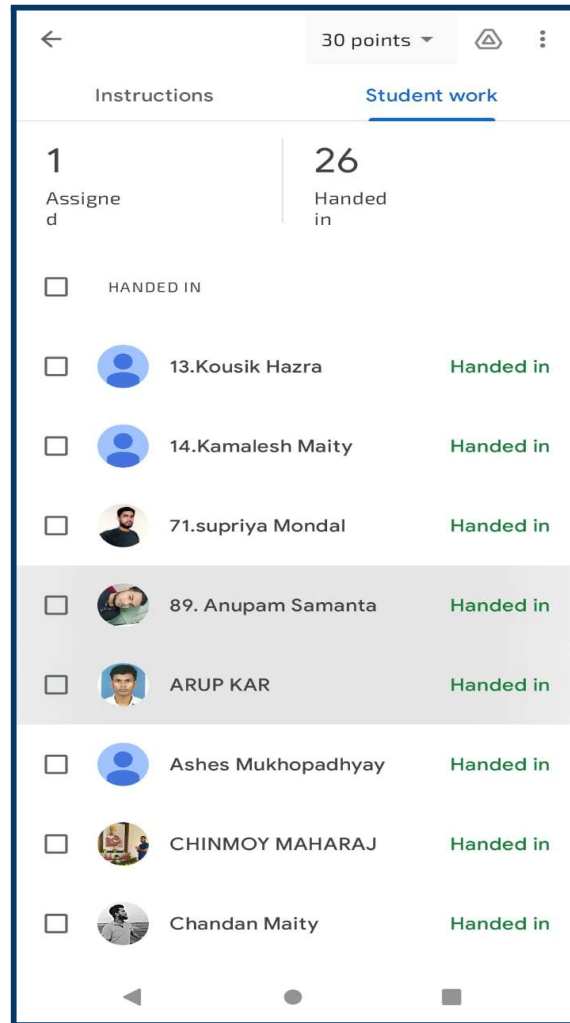 30 points
Instructions Student work
1 26
Assigne Handed
d in
HANDED IN
13.Kousik Hazra Handed in
14.Kamalesh Maity Handed in
71.supriya Mondal Handed in
89. Anupam Samanta Handed in
ARUP KAR Handed in
Ashes Mukhopadhyay Handed in
CHINMOY MAHARAJ Handed in
Chandan Maity Handed in